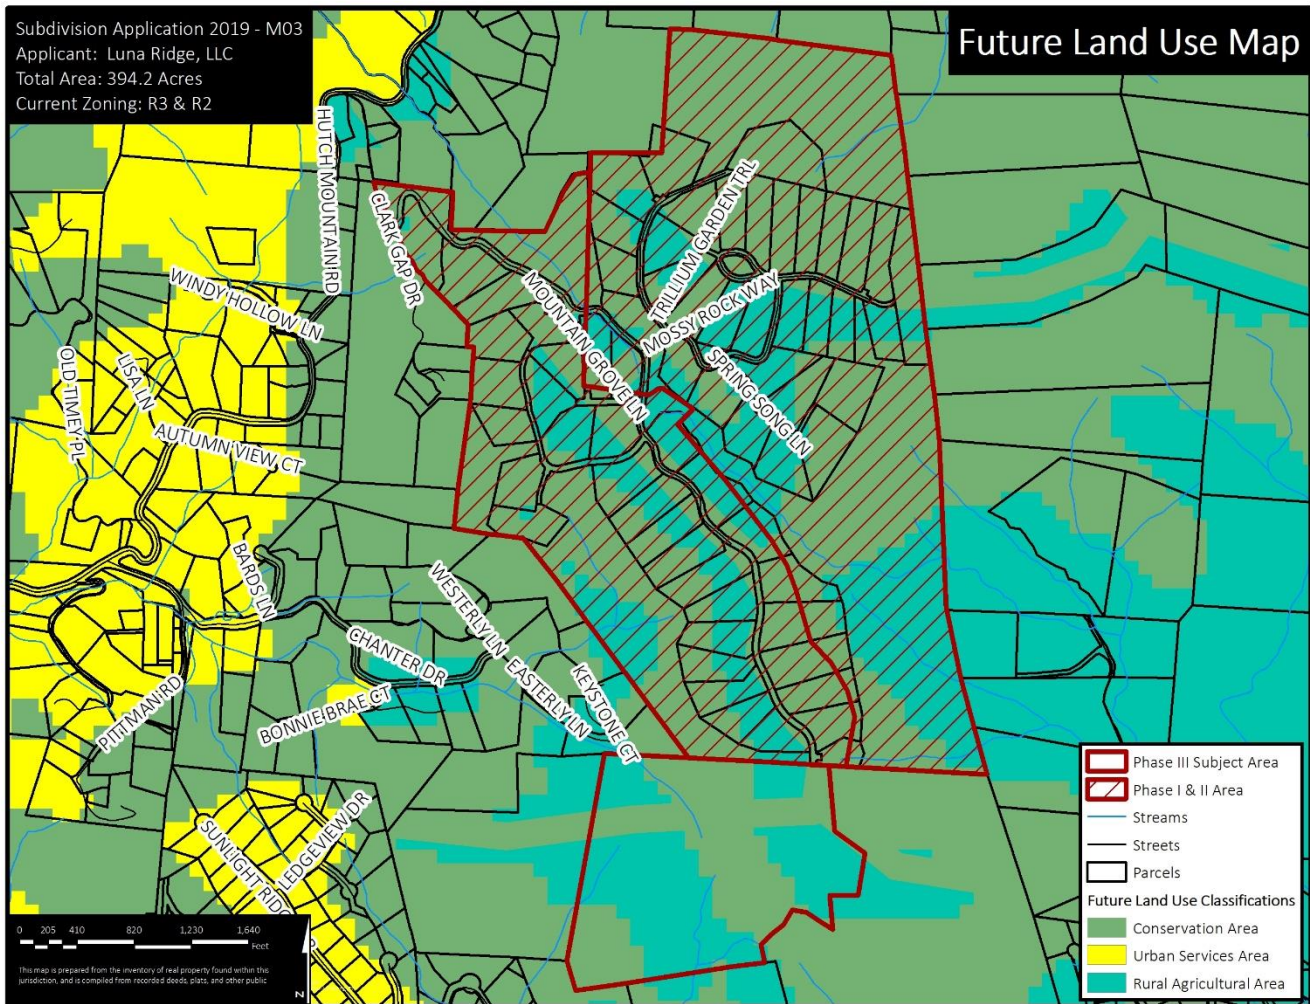 Subdivision Application 2019 - M03
Applicant: Luna Ridge, LLC
Total Area: 394.2 Acres
Current Zoning: R3 & R2
Future Land Use Map
HUTCH MOUNTAIN RD
CLARK GAP DR
TRILLIUM GARDEN TRL
WINDY HOLLOW LN
MOUNTAIN GROVE LN
MOSSY ROCK WAY
OLD TIMEY PL
LISA LN
SPRING SONG LN
AUTUMN VIEW CT
BARDS LN
WESTERLY LN
CHANTER DR
EASTERLY LN
KEYSTONE CT
PITTMAN RD
BONNIE BRAE CT
LEDGEVIEW DR
SUNLIGHT RIDGE
Phase III Subject Area
Phase I & II Area
Streams
Streets
Parcels
Future Land Use Classifications
Conservation Area
Urban Services Area
Rural Agricultural Area
0 205 410 820 1,230 1,640
Feet
This map is prepared from the inventory of real property found within this
jurisdiction, and is compiled from recorded deeds, plats, and other public
N